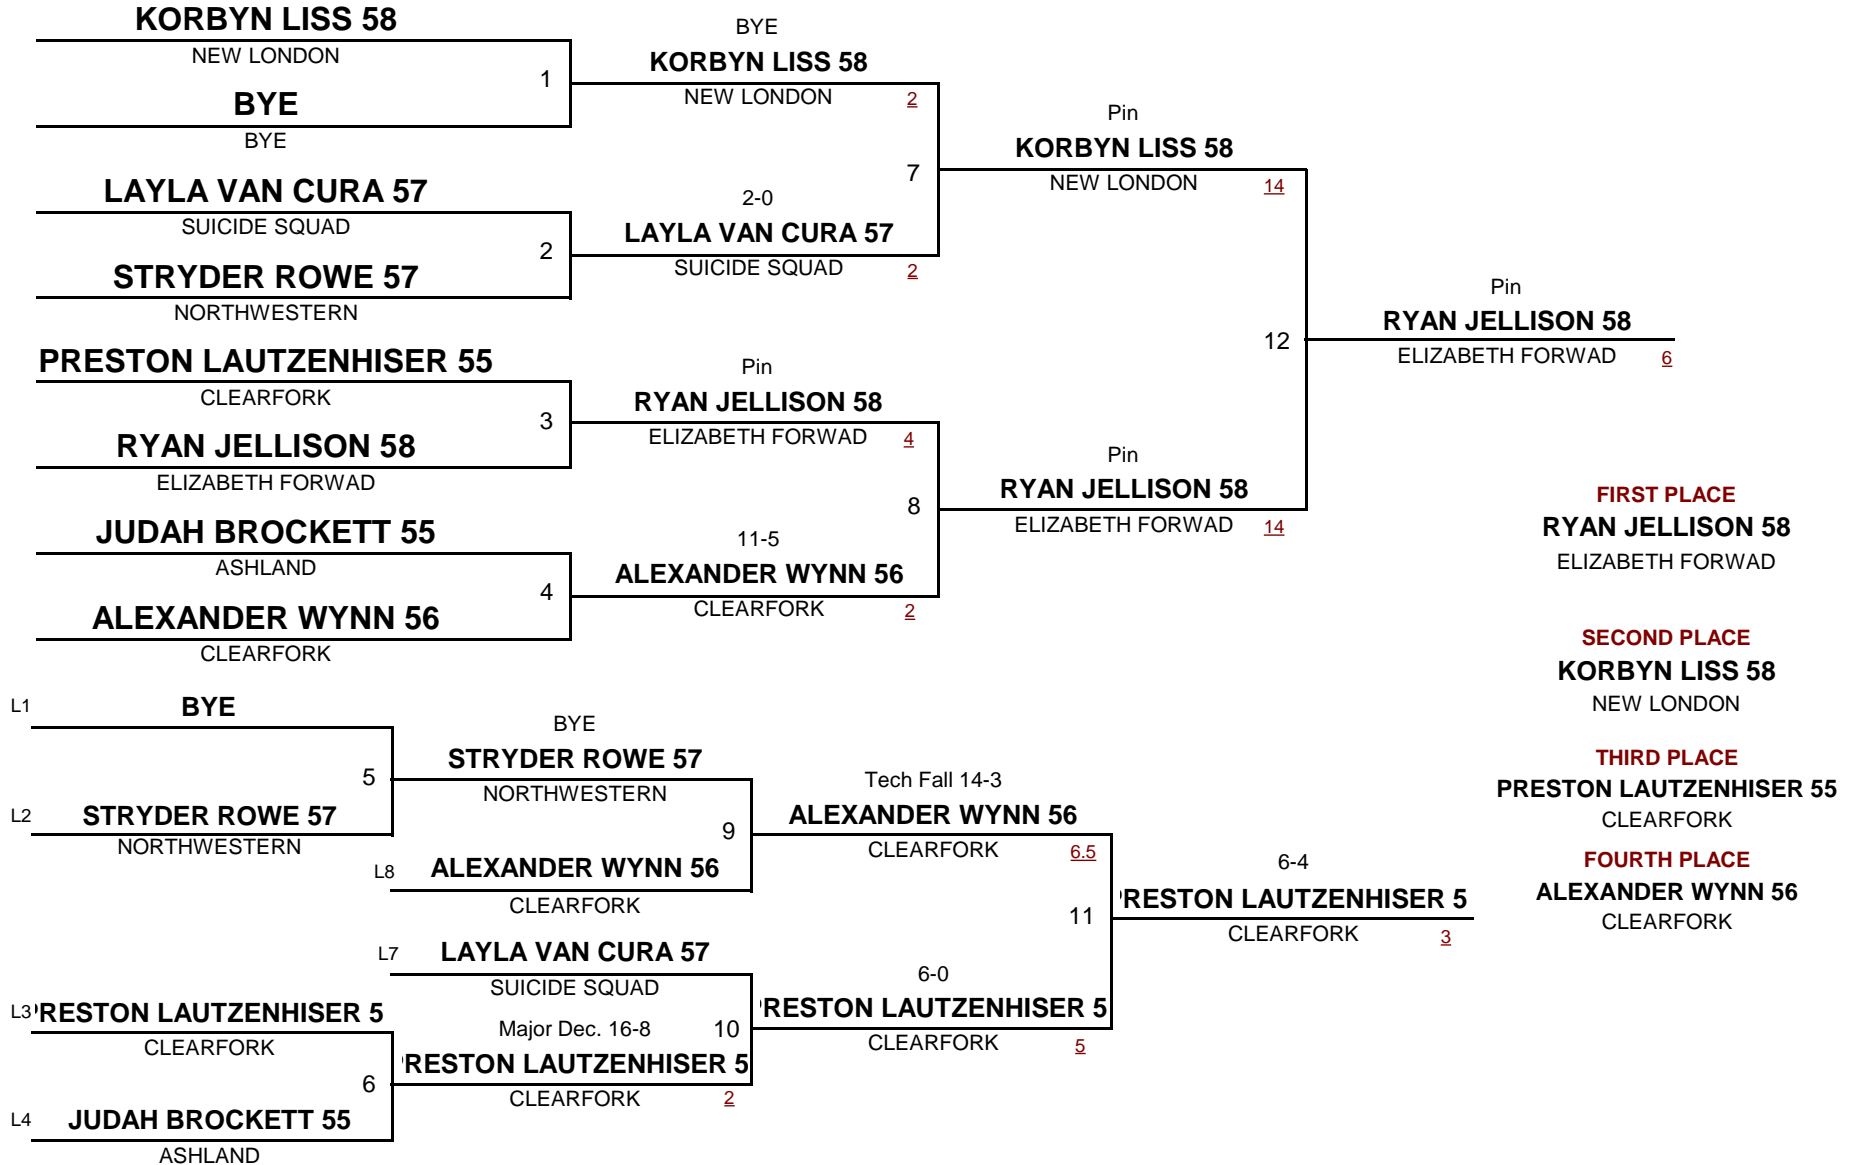 KORBYN LISS 58
NEW LONDON
1
BYE
BYE
LAYLA VAN CURA 57
SUICIDE SQUAD
2
STRYDER ROWE 57
NORTHWESTERN
PRESTON LAUTZENHISER 55
CLEARFORK
3
RYAN JELLISON 58
ELIZABETH FORWAD
JUDAH BROCKETT 55
ASHLAND
4
ALEXANDER WYNN 56
CLEARFORK
BYE
KORBYN LISS 58
NEW LONDON
2
7
2-0
LAYLA VAN CURA 57
SUICIDE SQUAD
2
Pin
RYAN JELLISON 58
ELIZABETH FORWAD
4
8
11-5
ALEXANDER WYNN 56
CLEARFORK
2
Pin
KORBYN LISS 58
NEW LONDON
14
12
Pin
RYAN JELLISON 58
ELIZABETH FORWAD
14
Pin
RYAN JELLISON 58
ELIZABETH FORWAD
6
L1
BYE
5
L2
STRYDER ROWE 57
NORTHWESTERN
L3
PRESTON LAUTZENHISER 5
CLEARFORK
6
L4
JUDAH BROCKETT 55
ASHLAND
BYE
STRYDER ROWE 57
NORTHWESTERN
9
L8
ALEXANDER WYNN 56
CLEARFORK
L7
LAYLA VAN CURA 57
SUICIDE SQUAD
Major Dec. 16-8
10
PRESTON LAUTZENHISER 5
CLEARFORK
2
Tech Fall 14-3
ALEXANDER WYNN 56
CLEARFORK
6.5
11
6-0
PRESTON LAUTZENHISER 5
CLEARFORK
5
6-4
PRESTON LAUTZENHISER 5
CLEARFORK
3
FIRST PLACE
RYAN JELLISON 58
ELIZABETH FORWAD
SECOND PLACE
KORBYN LISS 58
NEW LONDON
THIRD PLACE
PRESTON LAUTZENHISER 55
CLEARFORK
FOURTH PLACE
ALEXANDER WYNN 56
CLEARFORK